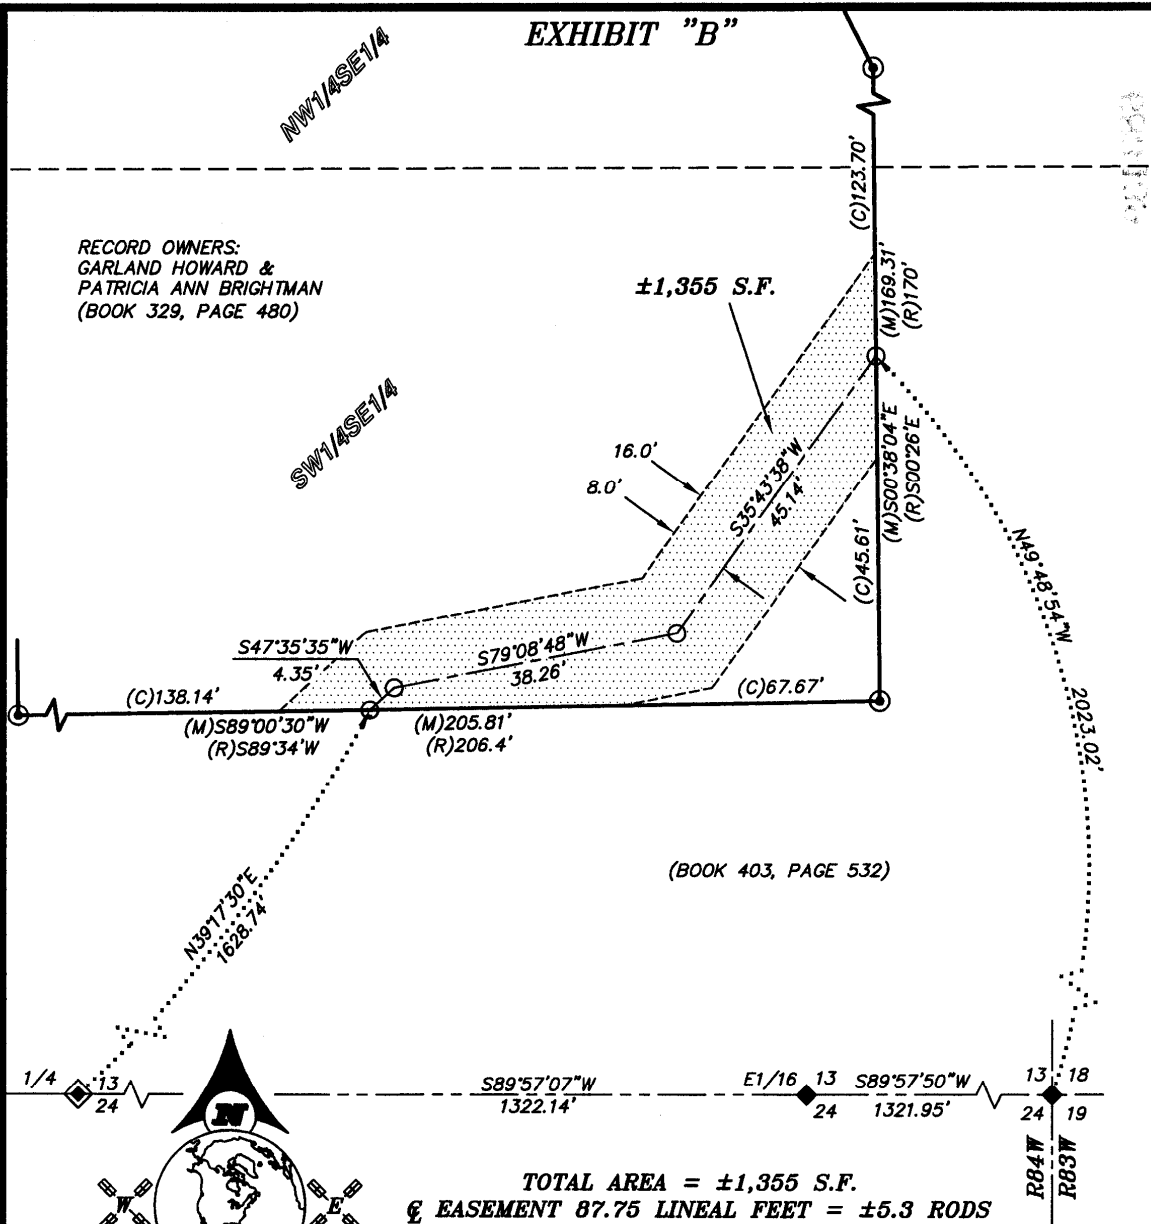 EXHIBIT "B"
NW1/4SE1/4
(C)123.70'
RECORD OWNERS:
GARLAND HOWARD &
PATRICIA ANN BRIGHTMAN
(BOOK 329, PAGE 480)
±1,355 S.F.
(M)169.31'
(R)170'
SW1/4SE1/4
16.0'
8.0'
S35°43'38"W
45.14'
(M)S00°38'04"E
(R)S00°26'E
(C)45.61'
N49°48'54"W
2023.02'
S47°35'35"W
4.35'
S79°08'48"W
38.26'
(C)138.14'
(C)67.67'
(M)S89°00'30"W
(R)S89°34'W
(M)205.81'
(R)206.4'
(BOOK 403, PAGE 532)
N39°17'30"E
1628.74'
1/4
13
24
S89°57'07"W
1322.14'
E1/16
13
24
S89°57'50"W
1321.95'
13 18
24 19
R84W
R83W
N
W
E
TOTAL AREA = ±1,355 S.F.
℄ EASEMENT 87.75 LINEAL FEET = ±5.3 RODS